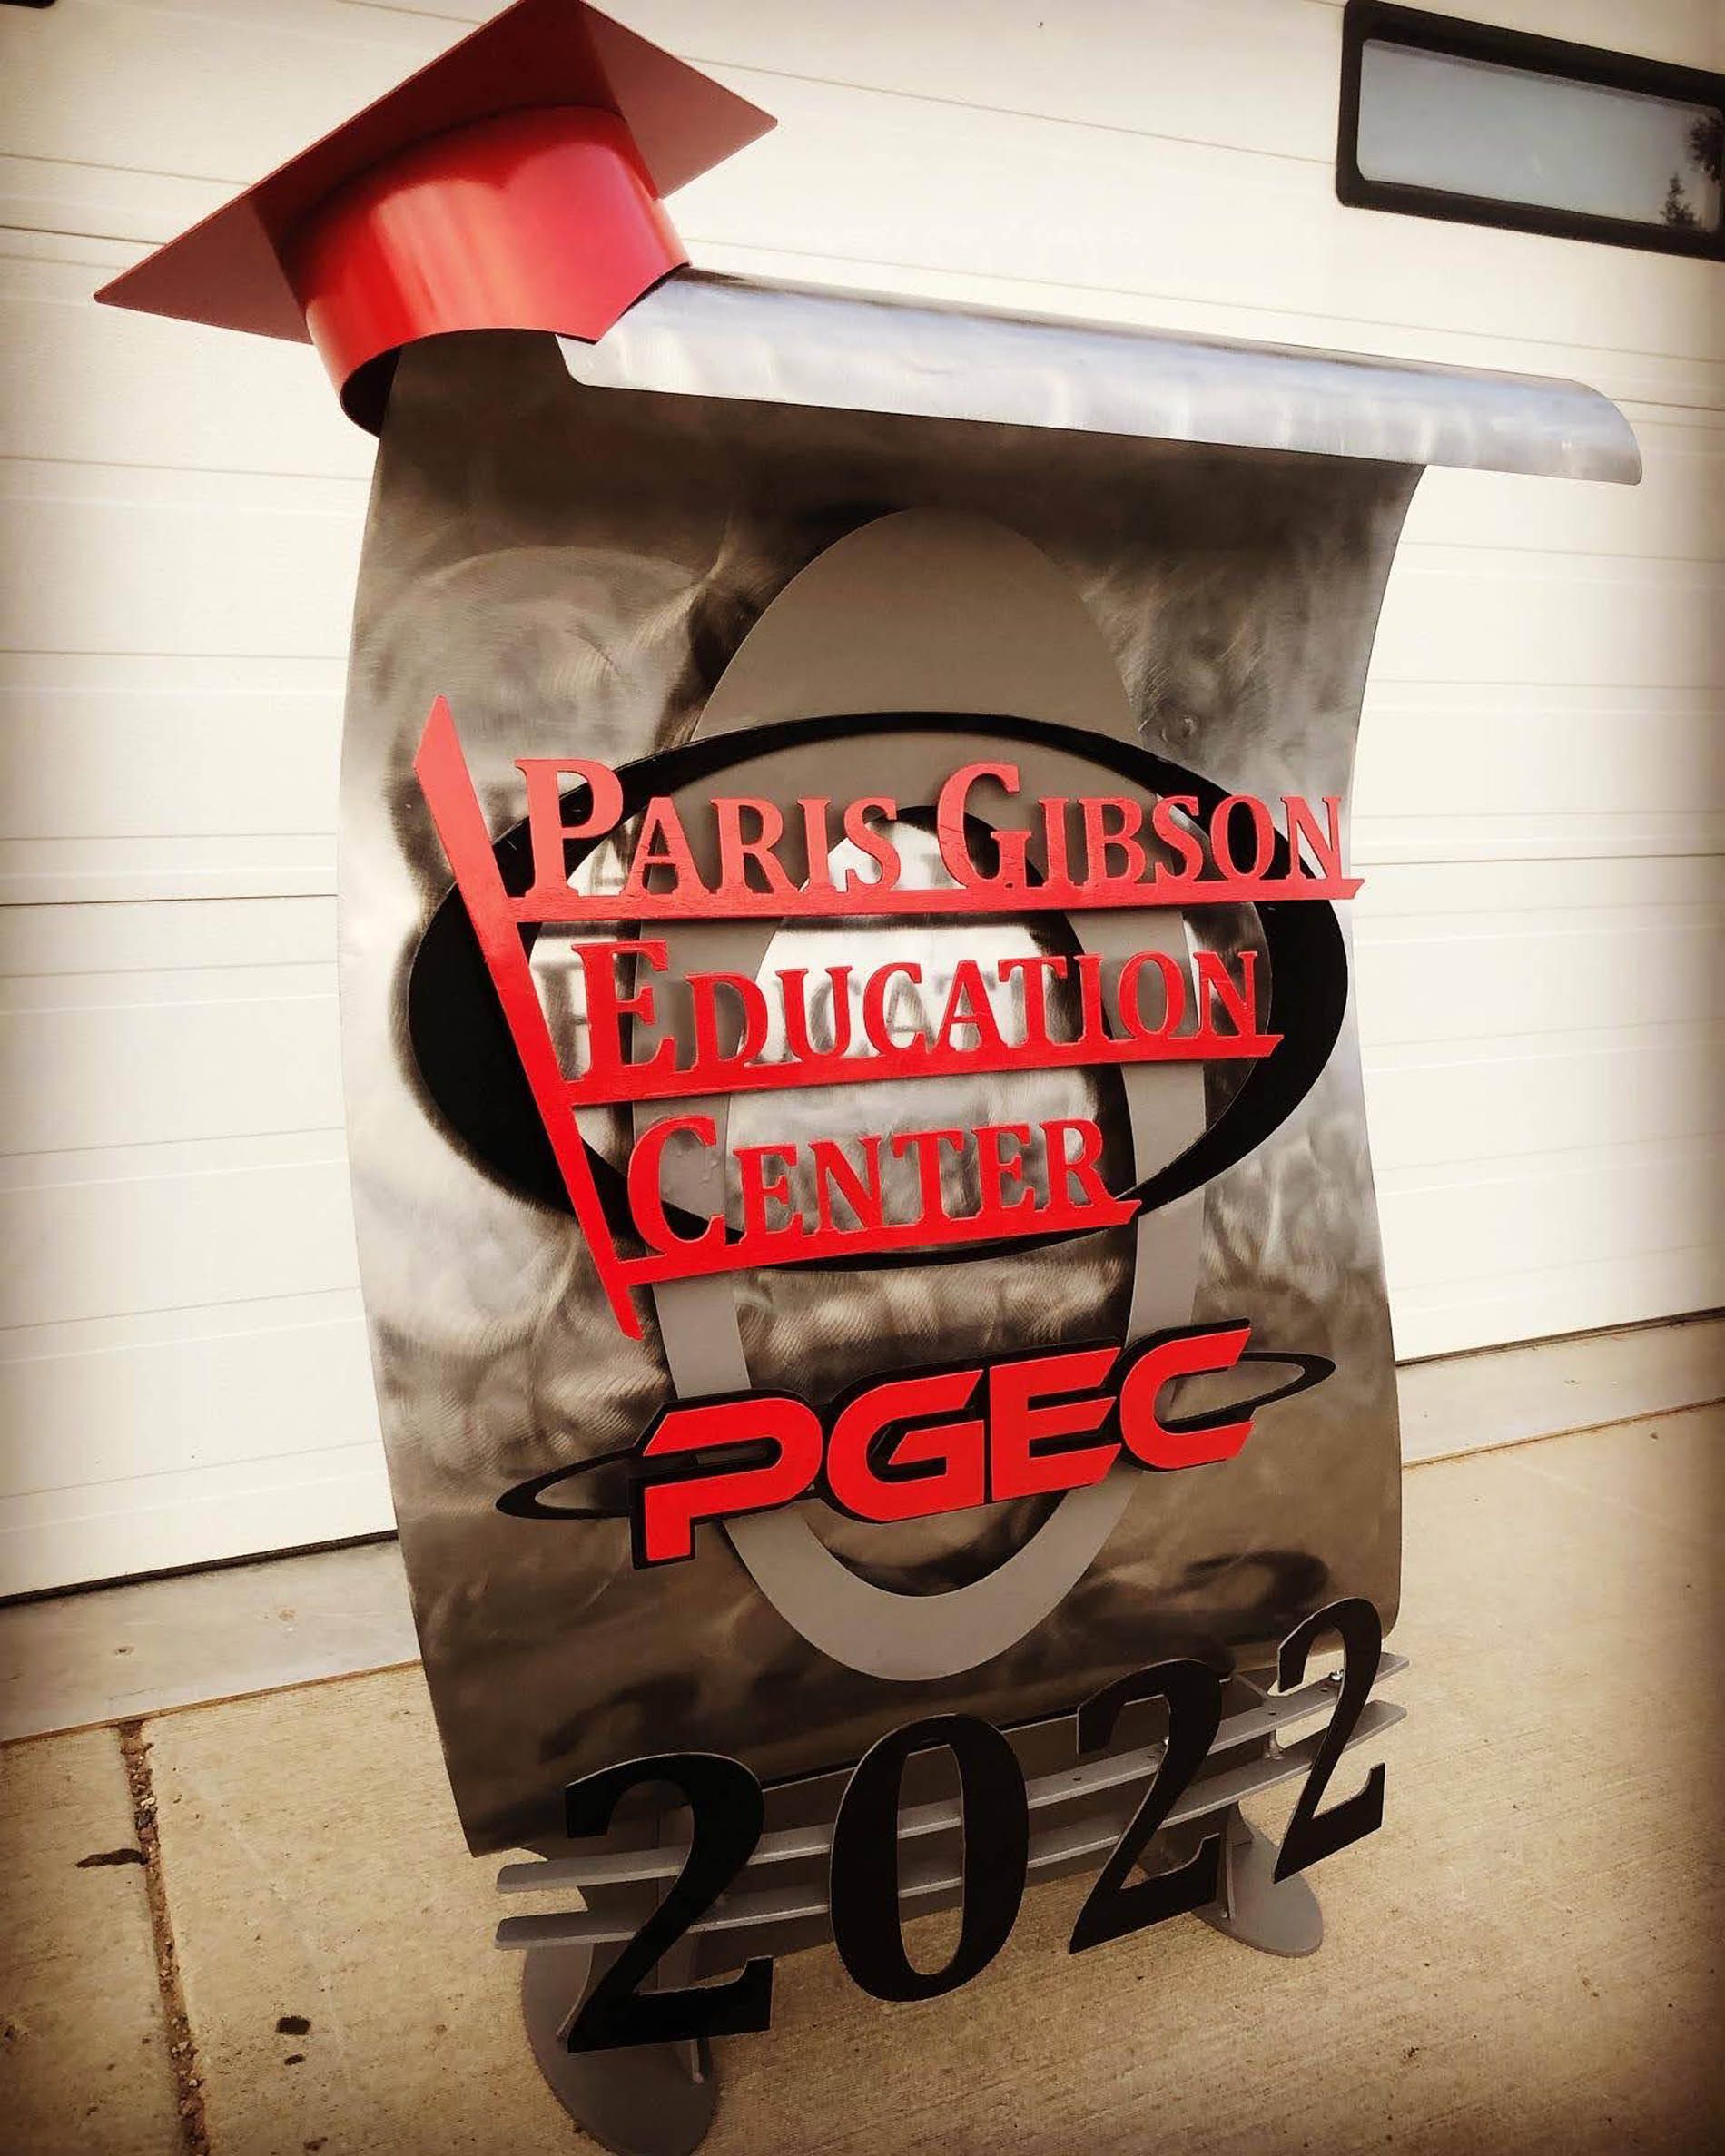 PARIS GIBSON
EDUCATION
CENTER
PGEC
2022